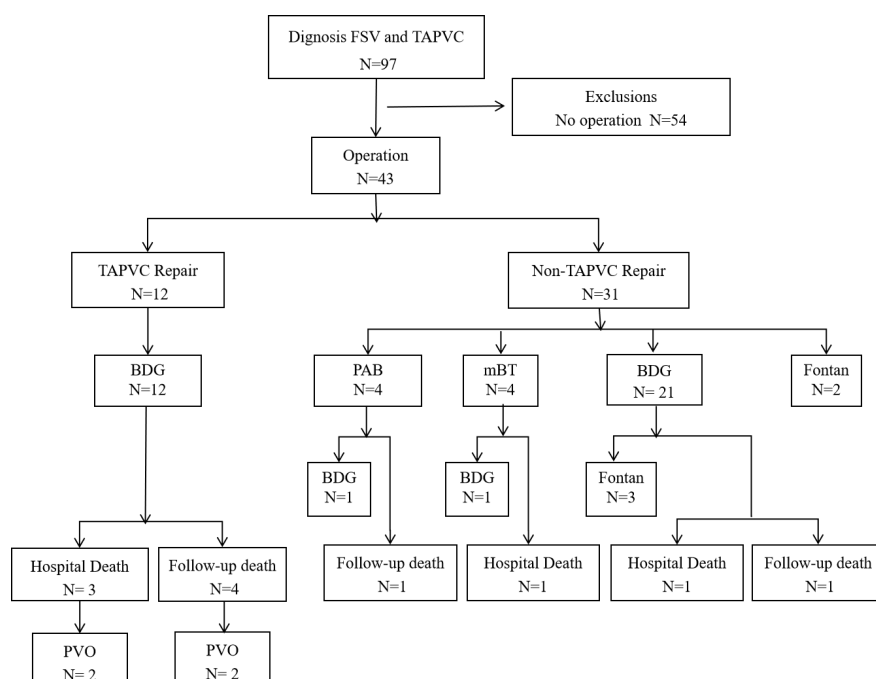 Dignosis FSV and TAPVC
N=97
Exclusions
No operation N=54
Operation
N=43
TAPVC Repair
N=12
Non-TAPVC Repair
N=31
BDG
N=12
PAB
N=4
mBT
N=4
BDG
N= 21
Fontan
N=2
BDG
N=1
BDG
N=1
Fontan
N=3
Hospital Death
N= 3
Follow-up death
N=4
Follow-up death
N=1
Hospital Death
N=1
Hospital Death
N=1
Follow-up death
N=1
PVO
N= 2
PVO
N= 2